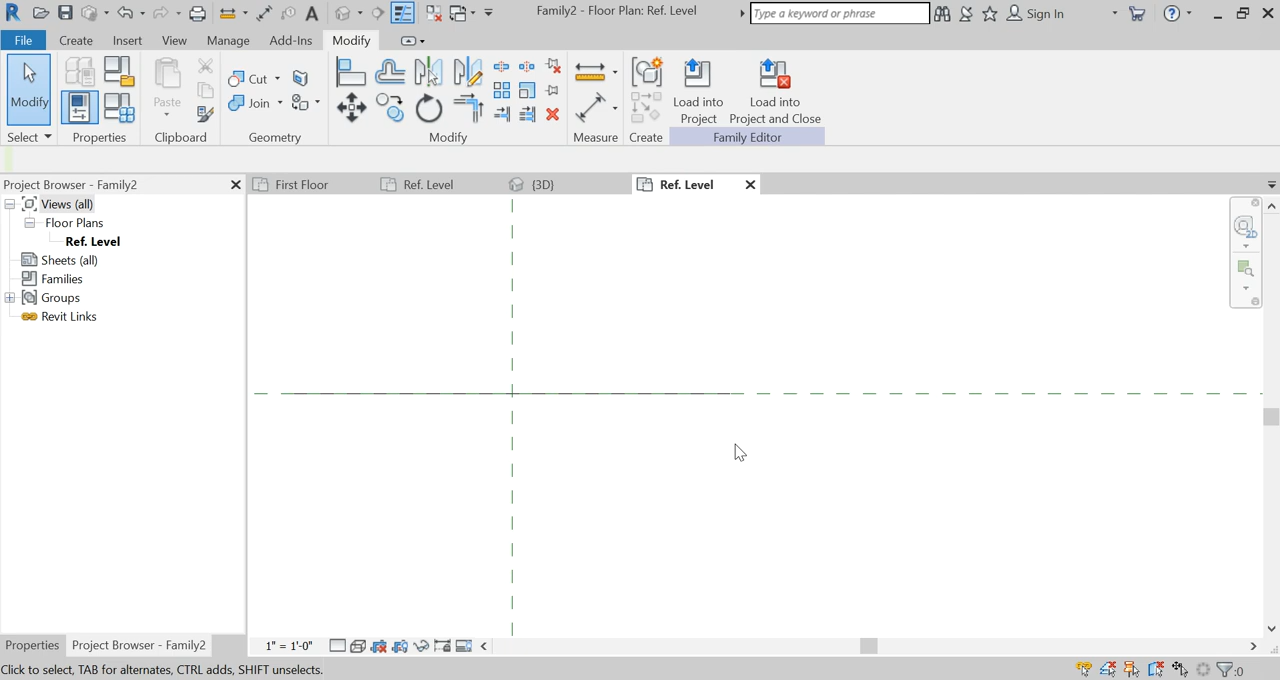 Family2 - Floor Plan: Ref. Level
Type a keyword or phrase
Sign In
File
Create
Insert
View
Manage
Add-Ins
Modify
Modify
Paste
Cut
Join
Load into
Project
Load into
Project and Close
Select
Properties
Clipboard
Geometry
Modify
Measure
Create
Family Editor
Project Browser - Family2
First Floor
Ref. Level
{3D}
Ref. Level
Views (all)
Floor Plans
Ref. Level
Sheets (all)
Families
Groups
Revit Links
2D
Properties
Project Browser - Family2
1" = 1'-0"
Click to select, TAB for alternates, CTRL adds, SHIFT unselects.
:0